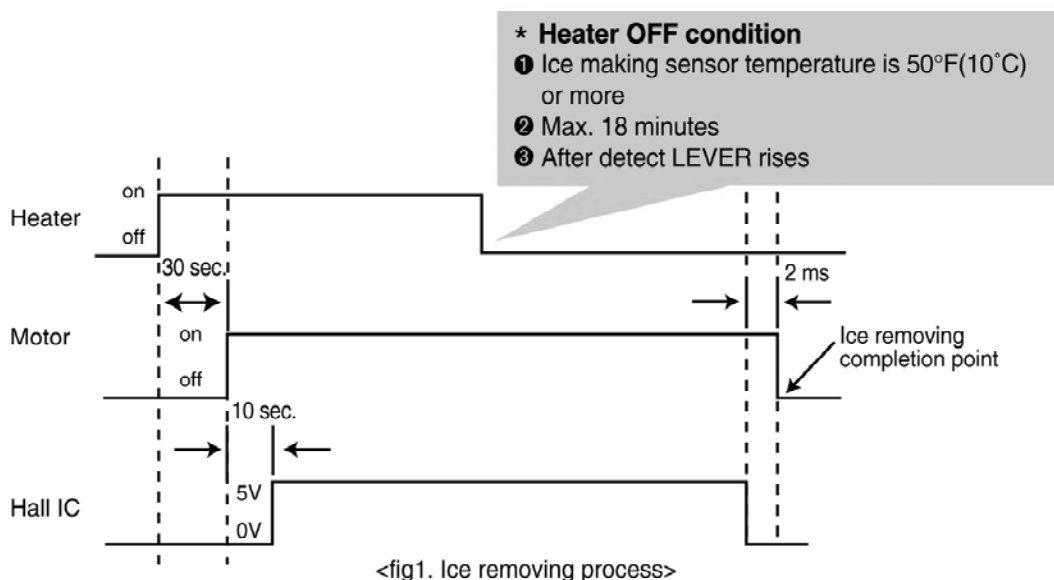 * Heater OFF condition
❶ Ice making sensor temperature is 50°F(10˚C)
or more
❷ Max. 18 minutes
❸ After detect LEVER rises
on
Heater
off
30 sec.
2 ms
Motor
on
off
Ice removing
completion point
10 sec.
5V
Hall IC
0V
<fig1. Ice removing process>